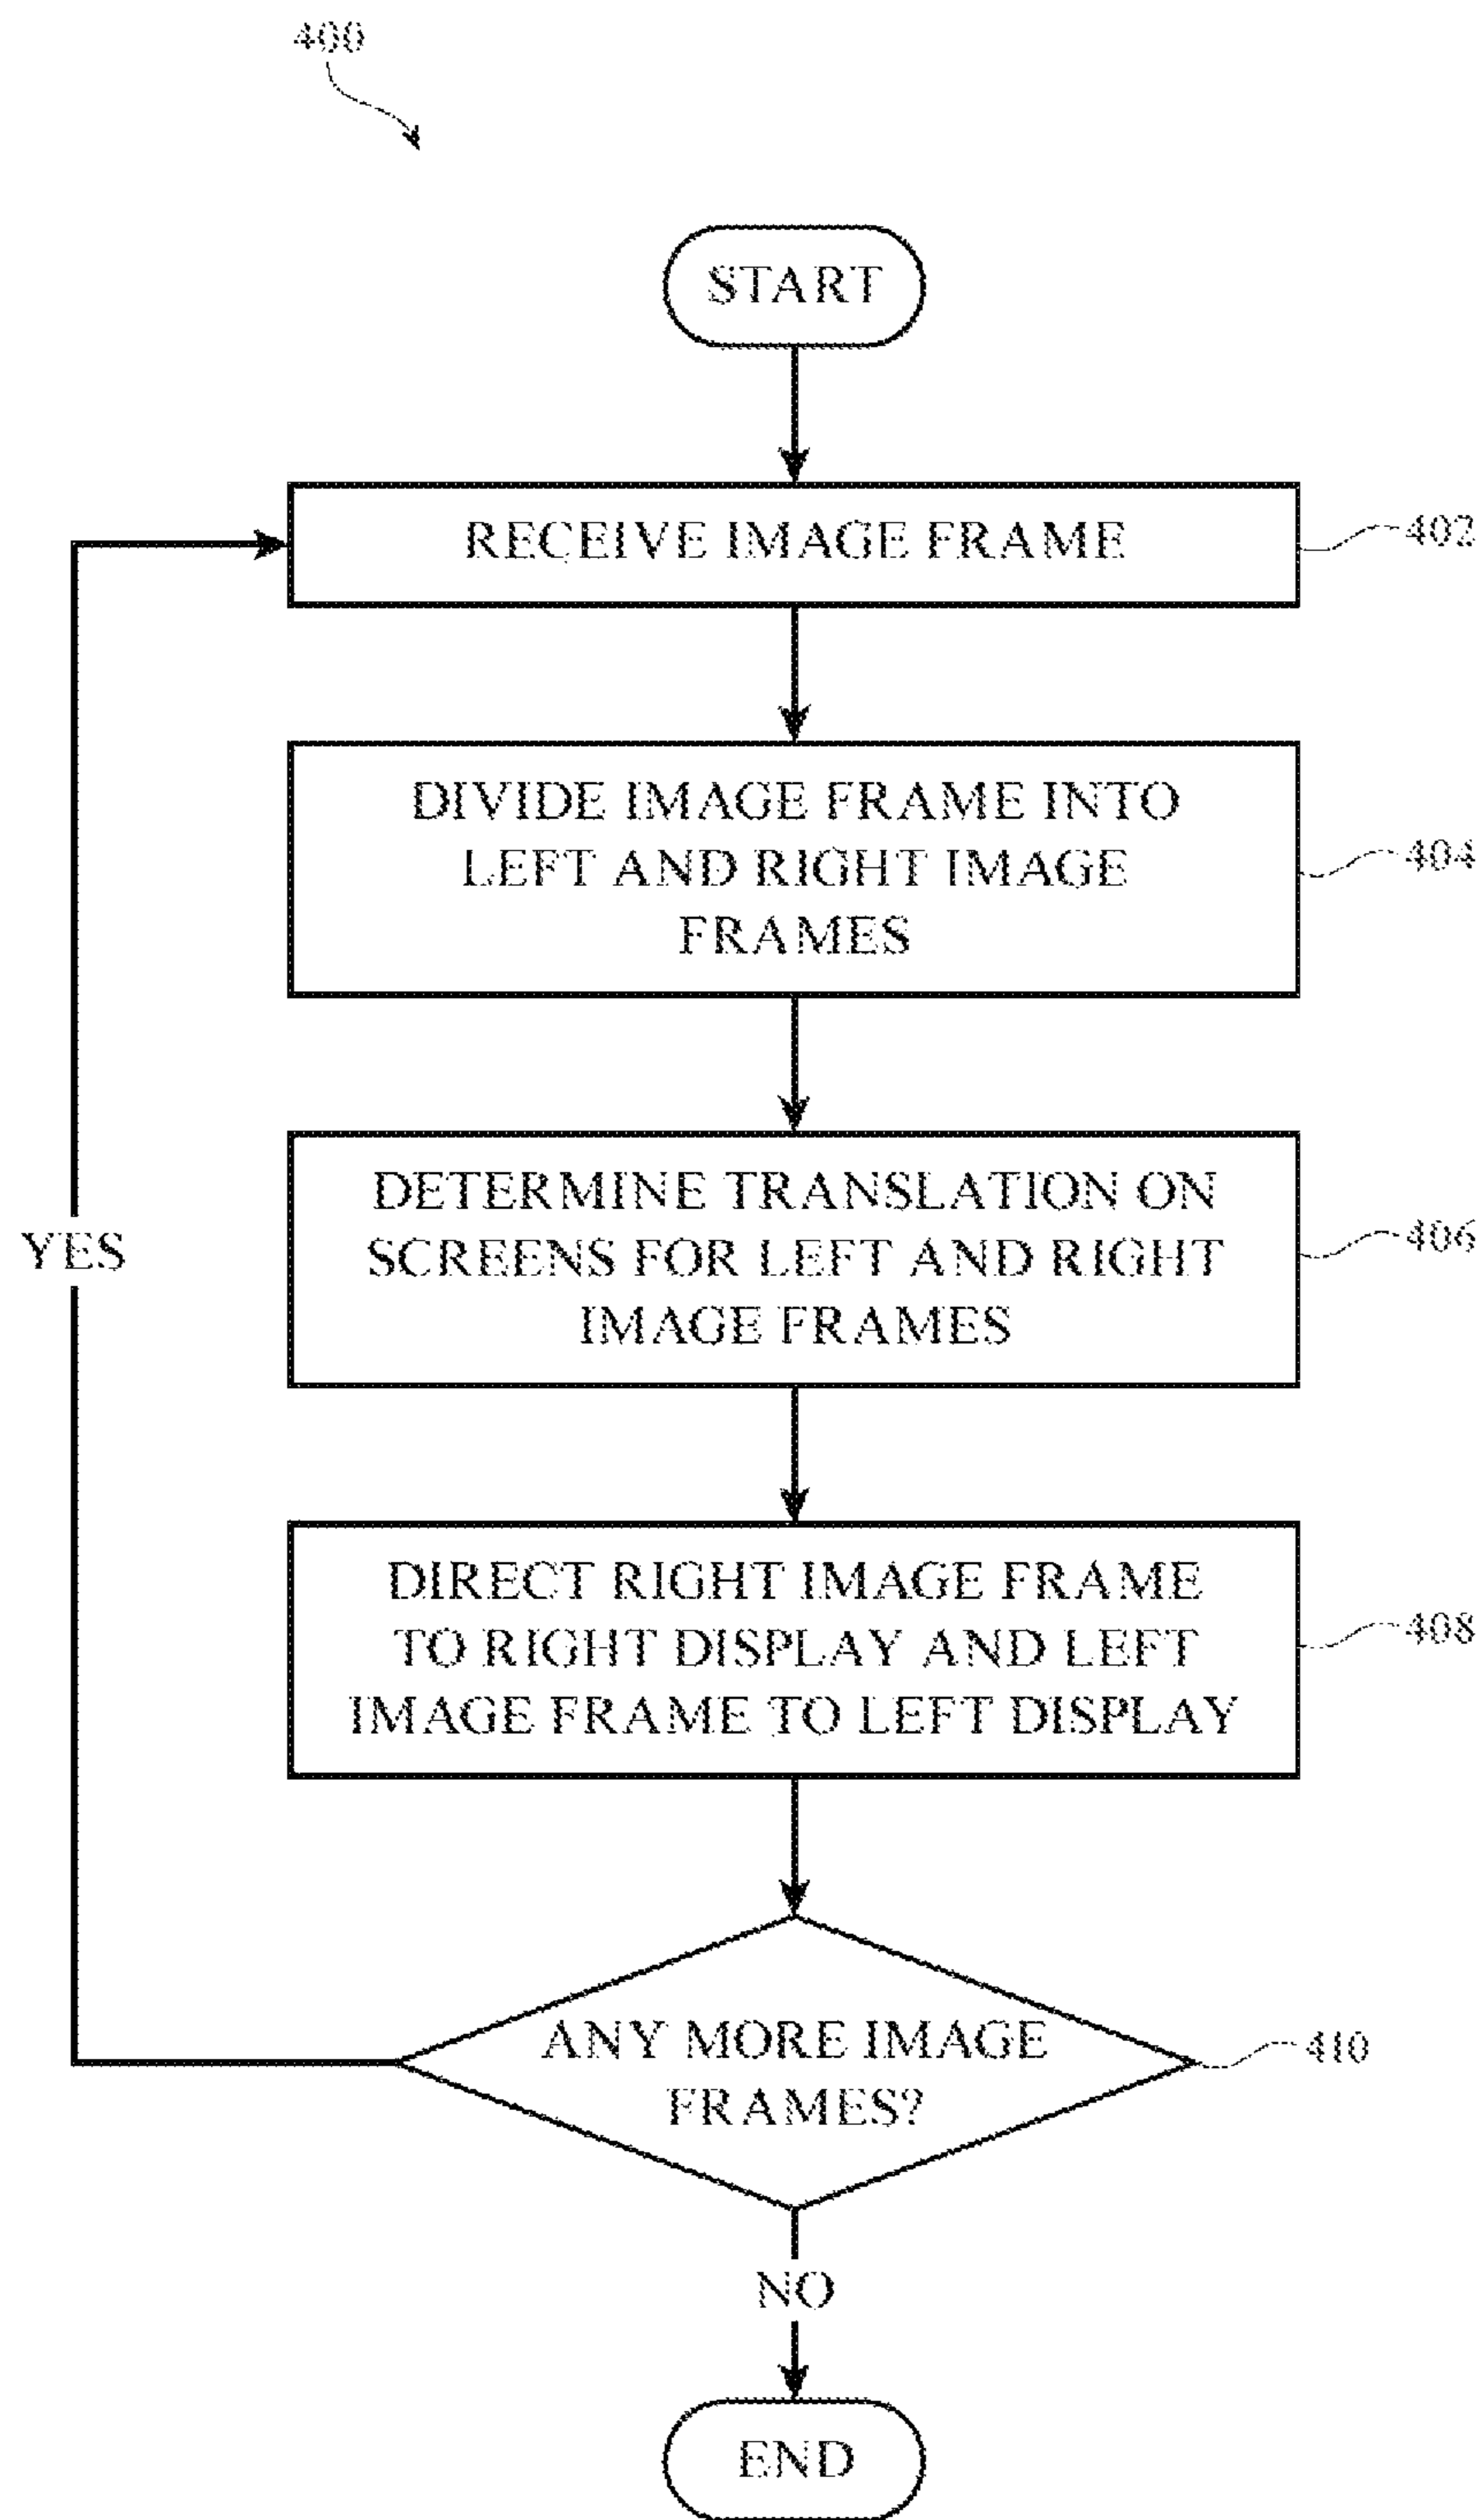 400
START
RECEIVE IMAGE FRAME
402
DIVIDE IMAGE FRAME INTO
LEFT AND RIGHT IMAGE
FRAMES
404
DETERMINE TRANSLATION ON
SCREENS FOR LEFT AND RIGHT
IMAGE FRAMES
406
YES
DIRECT RIGHT IMAGE FRAME
TO RIGHT DISPLAY AND LEFT
IMAGE FRAME TO LEFT DISPLAY
408
ANY MORE IMAGE
FRAMES?
410
NO
END